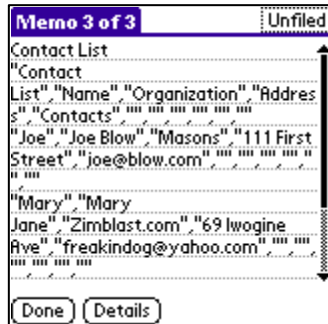 Memo 3 of 3
Unfiled
Contact List
"Contact
List","Name","Organization","Addres
s","Contacts","","","","","",""
"Joe","Joe Blow","Masons","111 First
Street","joe@blow.com","","","","","
",""
"Mary","Mary
Jane","Zimblast.com","69 Iwogine
Ave","freakindog@yahoo.com","","",
"","","",""
Done
Details